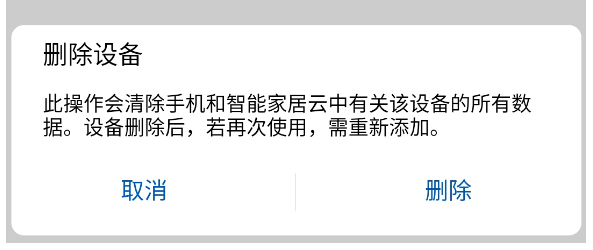 删除设备
此操作会清除手机和智能家居云中有关该设备的所有数
据。设备删除后，若再次使用，需重新添加。
取消
删除